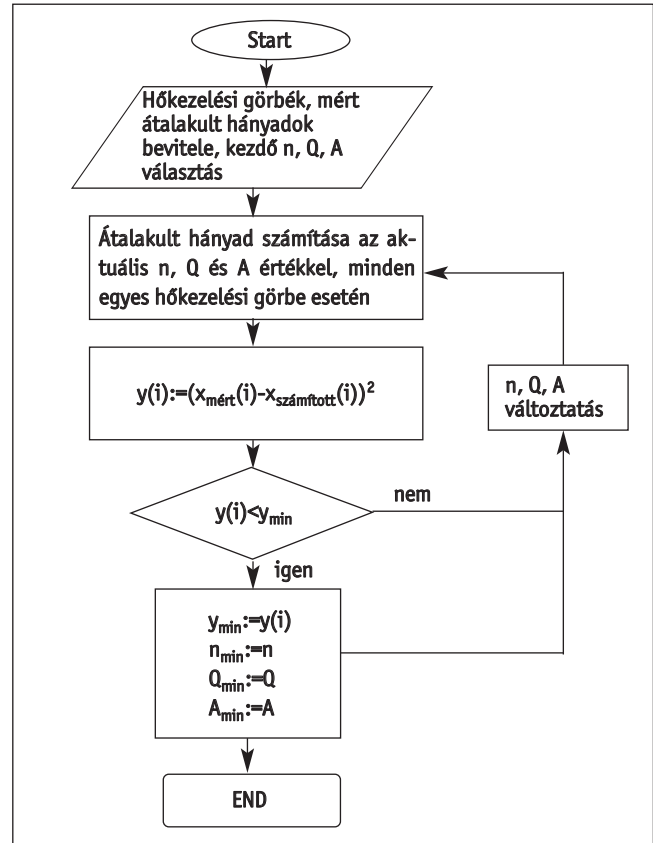 Start
Hőkezelési görbék, mért
átalakult hányadok
bevitele, kezdő n, Q, A
választás
Átalakult hányad számítása az ak-
tuális n, Q és A értékkel, minden
egyes hőkezelési görbe esetén
y(i):=(xmért(i)-xszámított(i))²
n, Q, A
változtatás
y(i)<ymin
nem
igen
ymin:=y(i)
nmin:=n
Qmin:=Q
Amin:=A
END